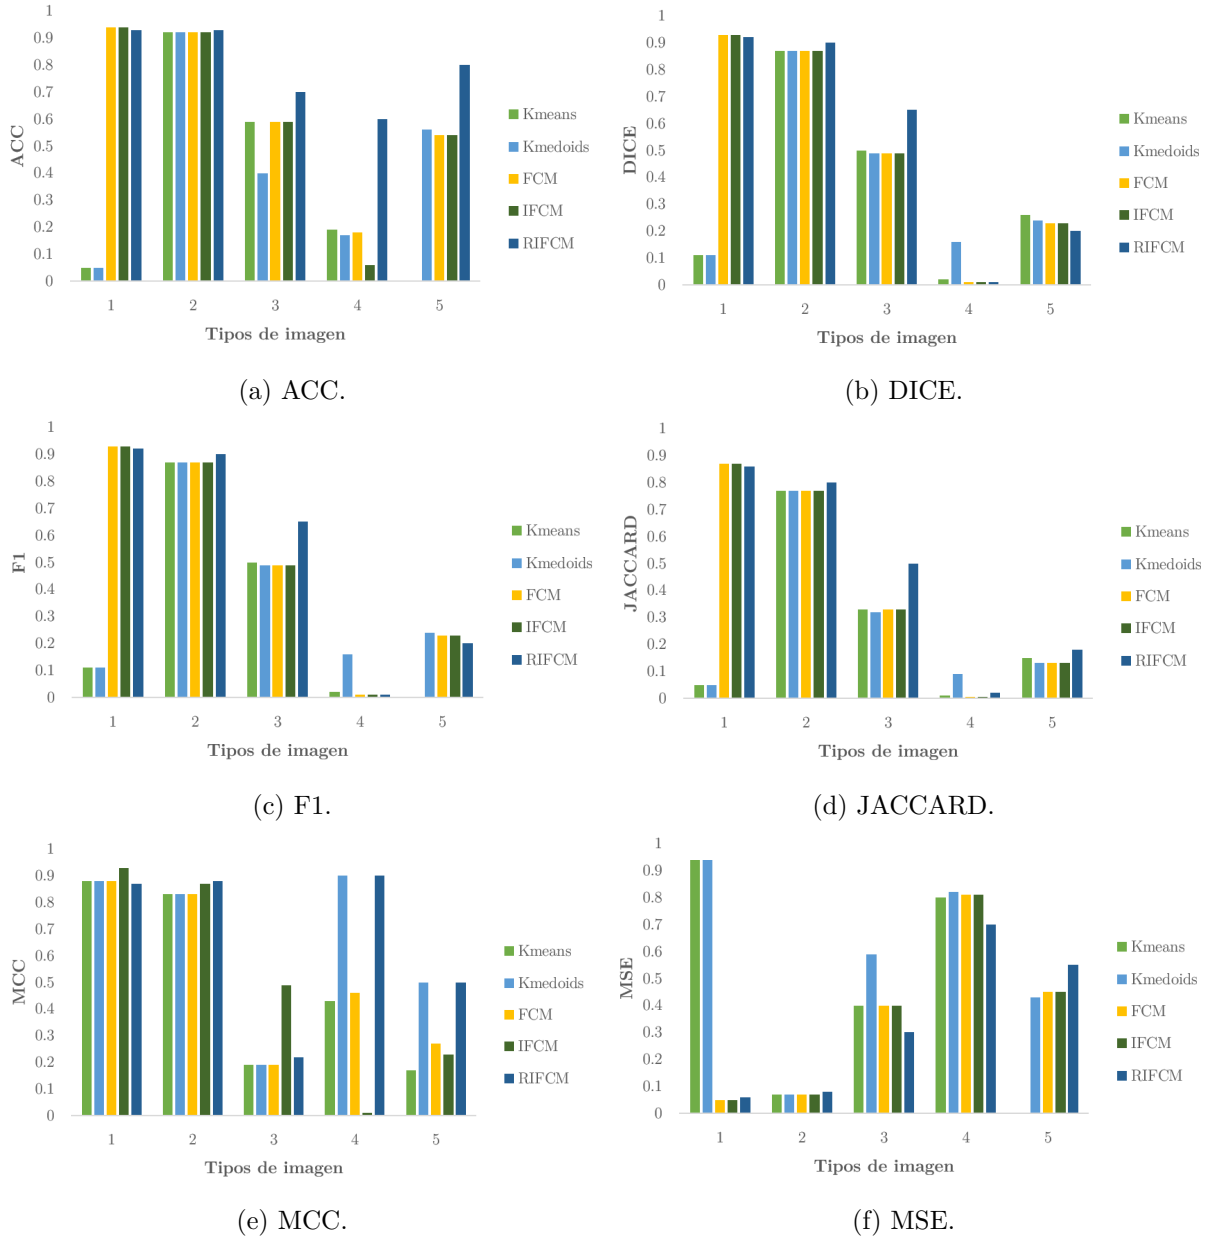 1
0.9
0.8
0.7
0.6
0.5
0.4
0.3
0.2
0.1
0
ACC
1 2 3 4 5
Tipos de imagen
Kmeans
Kmedoids
FCM
IFCM
RIFCM
(a) ACC.
1
0.9
0.8
0.7
0.6
0.5
0.4
0.3
0.2
0.1
0
DICE
1 2 3 4 5
Tipos de imagen
Kmeans
Kmedoids
FCM
IFCM
RIFCM
(b) DICE.
1
0.9
0.8
0.7
0.6
0.5
0.4
0.3
0.2
0.1
0
F1
1 2 3 4 5
Tipos de imagen
Kmeans
Kmedoids
FCM
IFCM
RIFCM
(c) F1.
1
0.9
0.8
0.7
0.6
0.5
0.4
0.3
0.2
0.1
0
JACCARD
1 2 3 4 5
Tipos de imagen
Kmeans
Kmedoids
FCM
IFCM
RIFCM
(d) JACCARD.
1
0.9
0.8
0.7
0.6
0.5
0.4
0.3
0.2
0.1
0
MCC
1 2 3 4 5
Tipos de imagen
Kmeans
Kmedoids
FCM
IFCM
RIFCM
(e) MCC.
1
0.9
0.8
0.7
0.6
0.5
0.4
0.3
0.2
0.1
0
MSE
1 2 3 4 5
Tipos de imagen
Kmeans
Kmedoids
FCM
IFCM
RIFCM
(f) MSE.